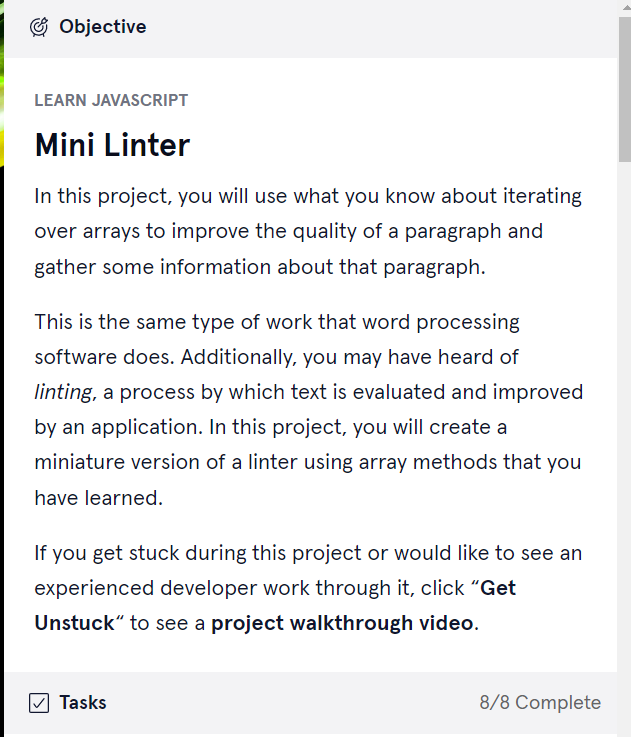 Objective
LEARN JAVASCRIPT
Mini Linter
In this project, you will use what you know about iterating
over arrays to improve the quality of a paragraph and
gather some information about that paragraph.
This is the same type of work that word processing
software does. Additionally, you may have heard of
linting, a process by which text is evaluated and improved
by an application. In this project, you will create a
miniature version of a linter using array methods that you
have learned.
If you get stuck during this project or would like to see an
experienced developer work through it, click “Get
Unstuck“ to see a project walkthrough video.
Tasks
8/8 Complete